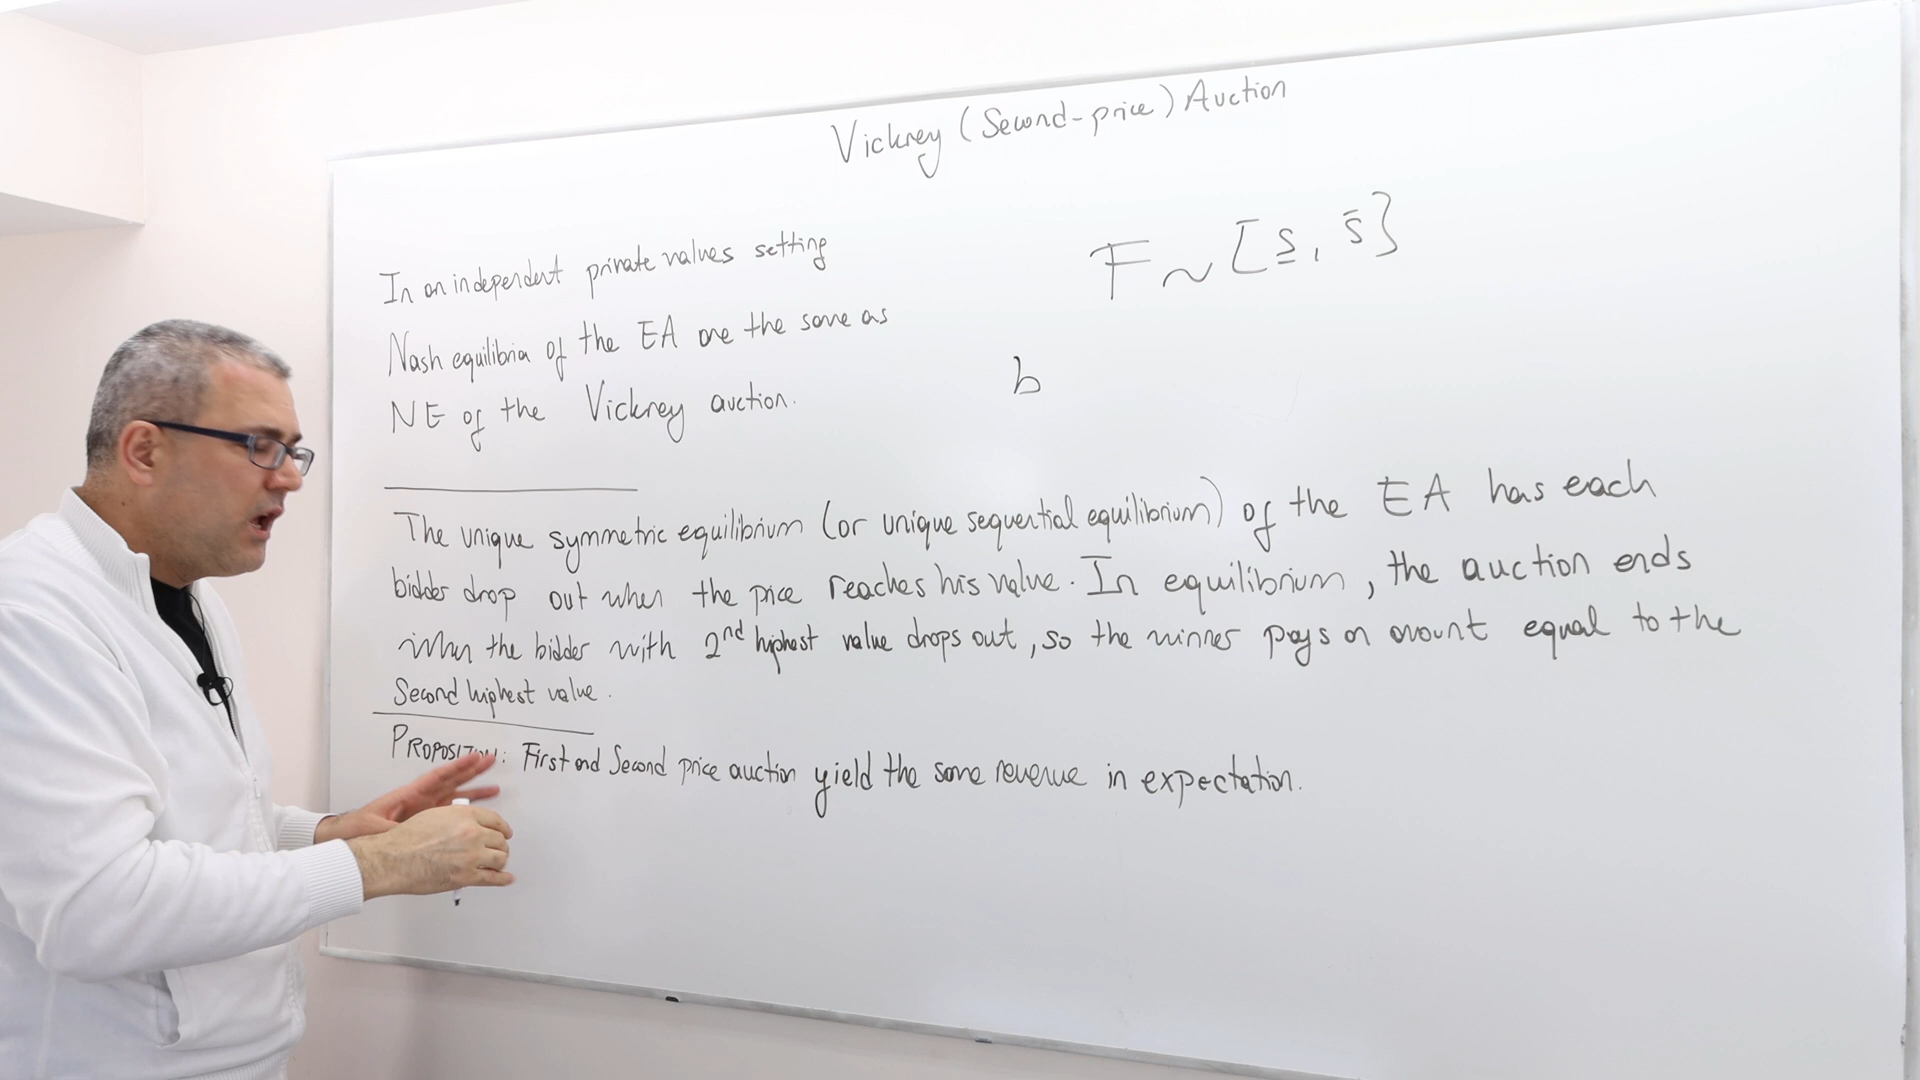 Vickrey (Second-price) Auction
F ~ [s, s̄]
In an independent private values setting
Nash equilibria of the EA are the same as
NE of the Vickrey auction.
b
The unique symmetric equilibrium (or unique sequential equilibrium) of the EA has each
bidder drop out when the price reaches his value. In equilibrium, the auction ends
when the bidder with 2nd highest value drops out, so the winner pays an amount equal to the
Second highest value.
PROPOSITION: First and Second price auction yield the same revenue in expectation.